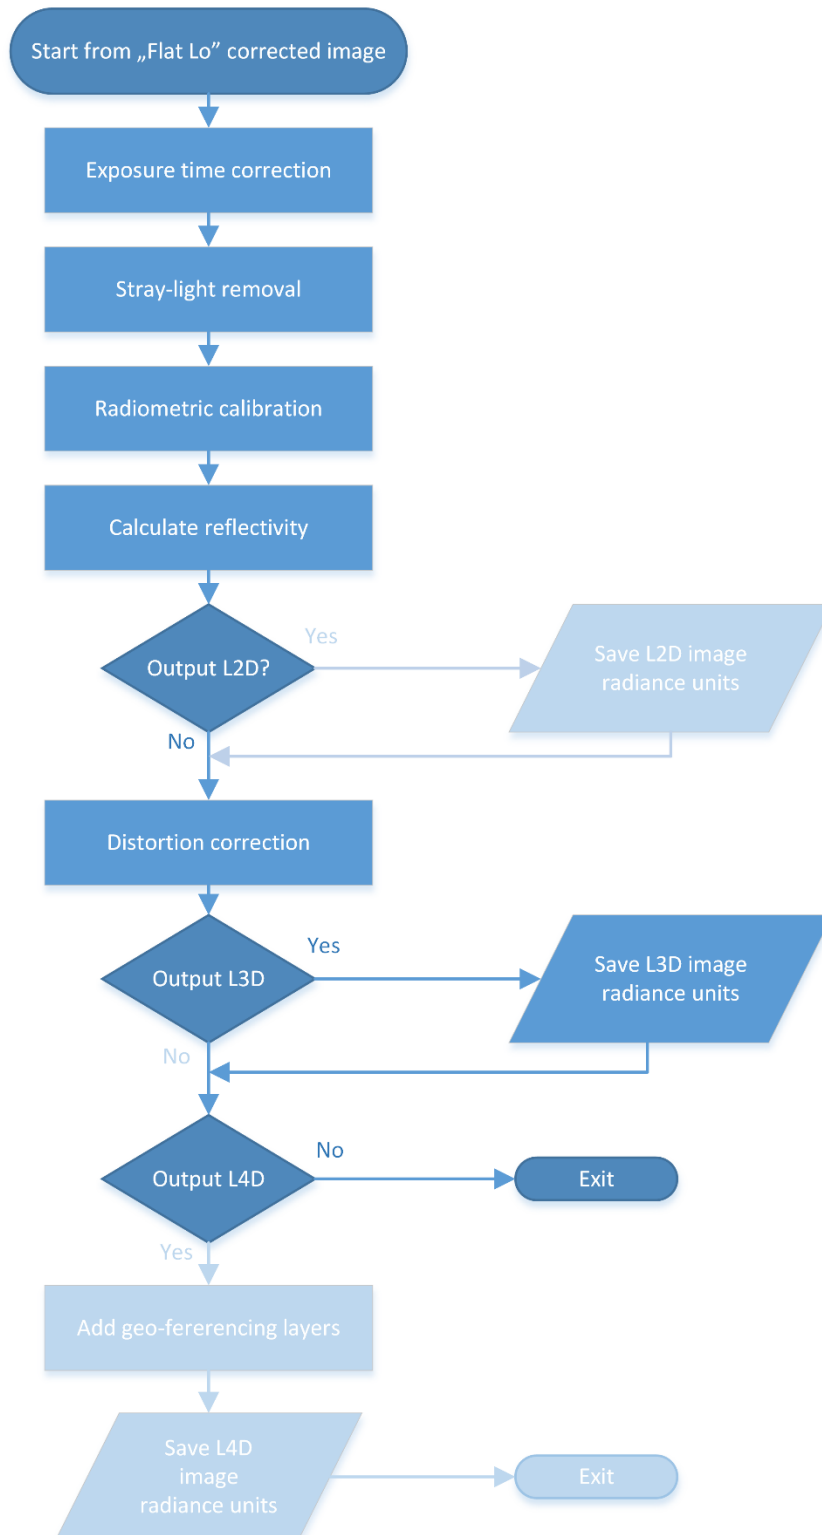 Start from „Flat Lo” corrected image
Exposure time correction
Stray-light removal
Radiometric calibration
Calculate reflectivity
Output L2D?
Yes
Save L2D image
radiance units
No
Distortion correction
Output L3D
Yes
Save L3D image
radiance units
No
Output L4D
No
Exit
Yes
Add geo-fererencing layers
Save L4D
image
radiance units
Exit